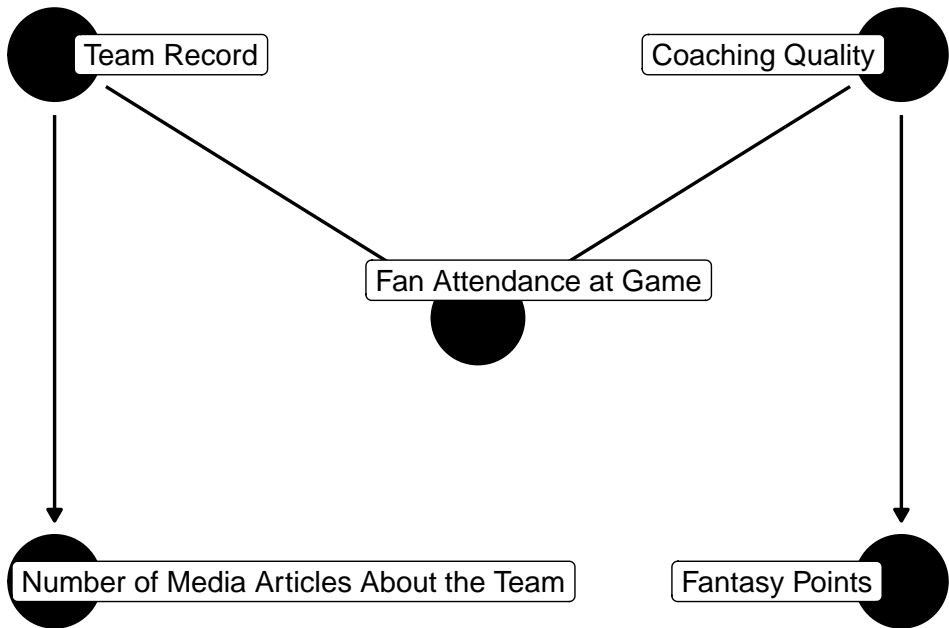 Team Record
Coaching Quality
Fan Attendance at Game
Number of Media Articles About the Team
Fantasy Points